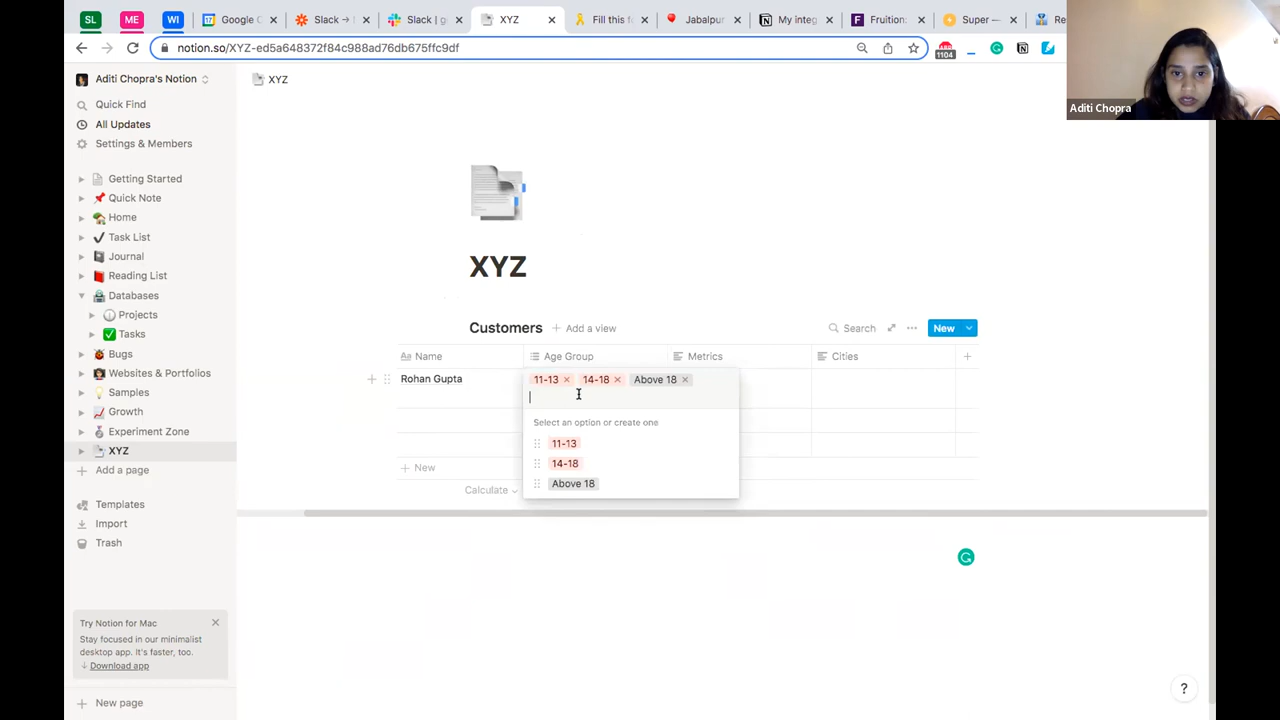 SL
ME
WI
Google C
Slack →
Slack | g
XYZ
Fill this f
Jabalpur
My integ
Fruition:
Super —
Re
notion.so/XYZ-ed5a648372f84c988ad76db675ffc9df
1104
Aditi Chopra
Aditi Chopra's Notion
XYZ
Quick Find
All Updates
Settings & Members
Getting Started
Quick Note
Home
Task List
Journal
Reading List
Databases
Projects
Tasks
Bugs
Website & Portfolios
Samples
Growth
Experiment Zone
XYZ
Add a page
Templates
Import
Trash
Try Notion for Mac
Stay focused in our minimalist
desktop app. It's faster, too.
↓ Download app
New page
XYZ
Customers + Add a view Search ... New
Aa Name Age Group Metrics Cities +
Rohan Gupta 11-13 × 14-18 × Above 18 ×
Select an option or create one
11-13
14-18
Above 18
+ New
Calculate
?